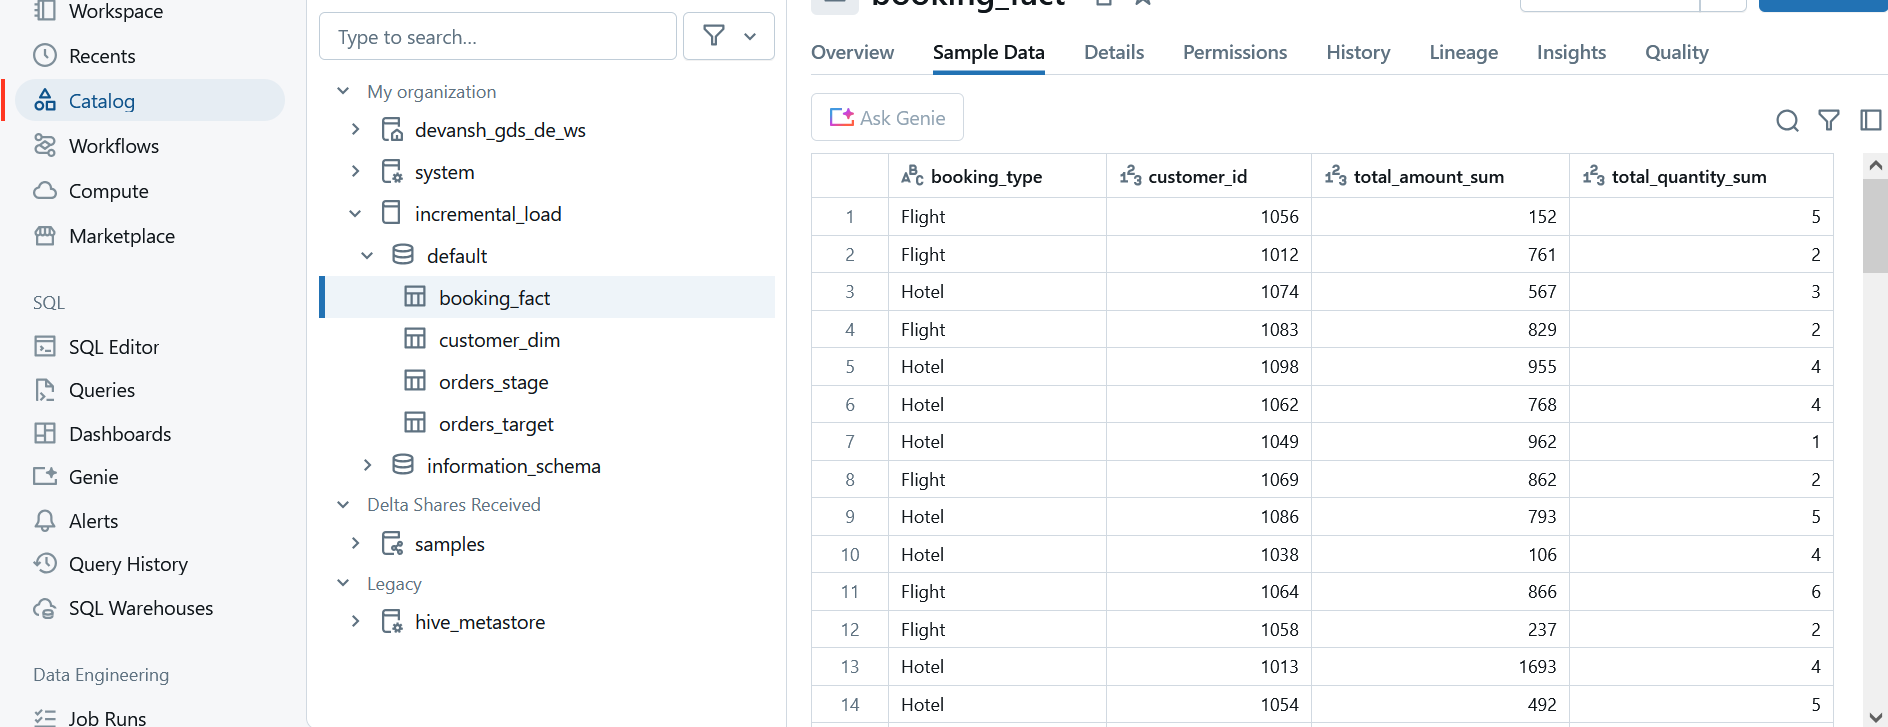 Workspace
Recents
Catalog
Workflows
Compute
Marketplace
SQL
SQL Editor
Queries
Dashboards
Genie
Alerts
Query History
SQL Warehouses
Data Engineering
Job Runs
Type to search...
My organization
devansh_gds_de_ws
system
incremental_load
default
booking_fact
customer_dim
orders_stage
orders_target
information_schema
Delta Shares Received
samples
Legacy
hive_metastore
booking_fact
Overview Sample Data Details Permissions History Lineage Insights Quality
Ask Genie
booking_type customer_id total_amount_sum total_quantity_sum
1 Flight 1056 152 5
2 Flight 1012 761 2
3 Hotel 1074 567 3
4 Flight 1083 829 2
5 Hotel 1098 955 4
6 Hotel 1062 768 4
7 Hotel 1049 962 1
8 Flight 1069 862 2
9 Hotel 1086 793 5
10 Hotel 1038 106 4
11 Flight 1064 866 6
12 Flight 1058 237 2
13 Hotel 1013 1693 4
14 Hotel 1054 492 5